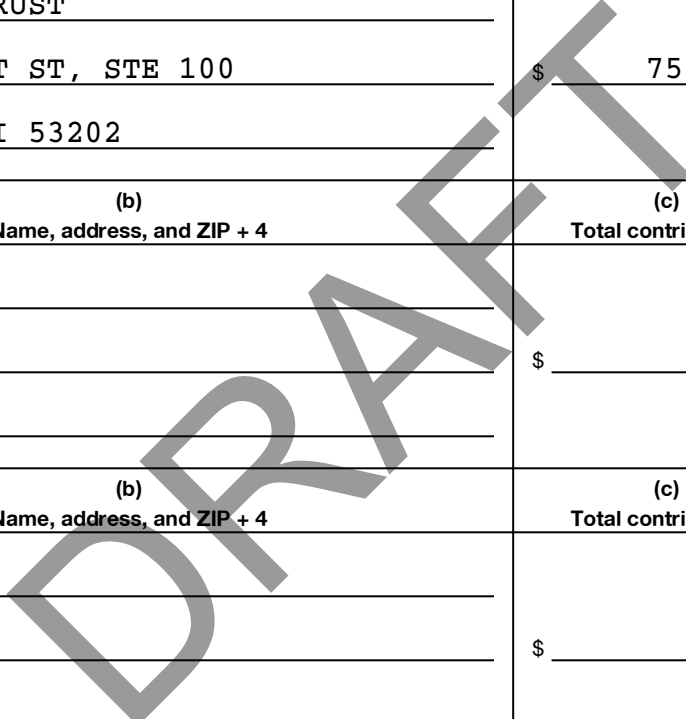 RUST
T ST, STE 100
$ 75
I 53202
(b) (c)
Name, address, and ZIP + 4 Total contri
$
(b) (c)
Name, address, and ZIP + 4 Total contri
$
DRAFT